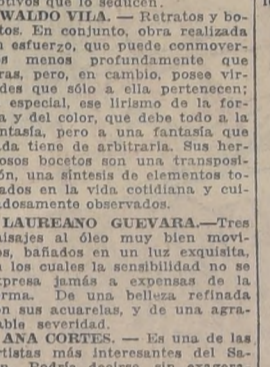 otivos que lo seducen.
WALDO VILA. — Retratos y bo-
tos. En conjunto, obra realizada
n esfuerzo, que puede conmover-
s menos profundamente que
ras, pero, en cambio, posee vir-
des que sólo a ella pertenecen;
especial, ese lirismo de la for-
a y del color, que debe todo a la
ntasía, pero a una fantasía que
da tiene de arbitraria. Sus her-
osos bocetos son una transposi-
ón, una síntesis de elementos to-
ados en la vida cotidiana y cui-
dosamente observados.
LAUREANO GUEVARA.—Tres
aisajes al óleo muy bien movi-
os, bañados en luz exquisita,
n los cuales la sensibilidad no se
xpresa jamás a expensas de la
orma. De una belleza refinada
on sus acuarelas, y de una agra-
able severidad.
ANA CORTES. — Es una de las
rtistas más interesantes del Sa-